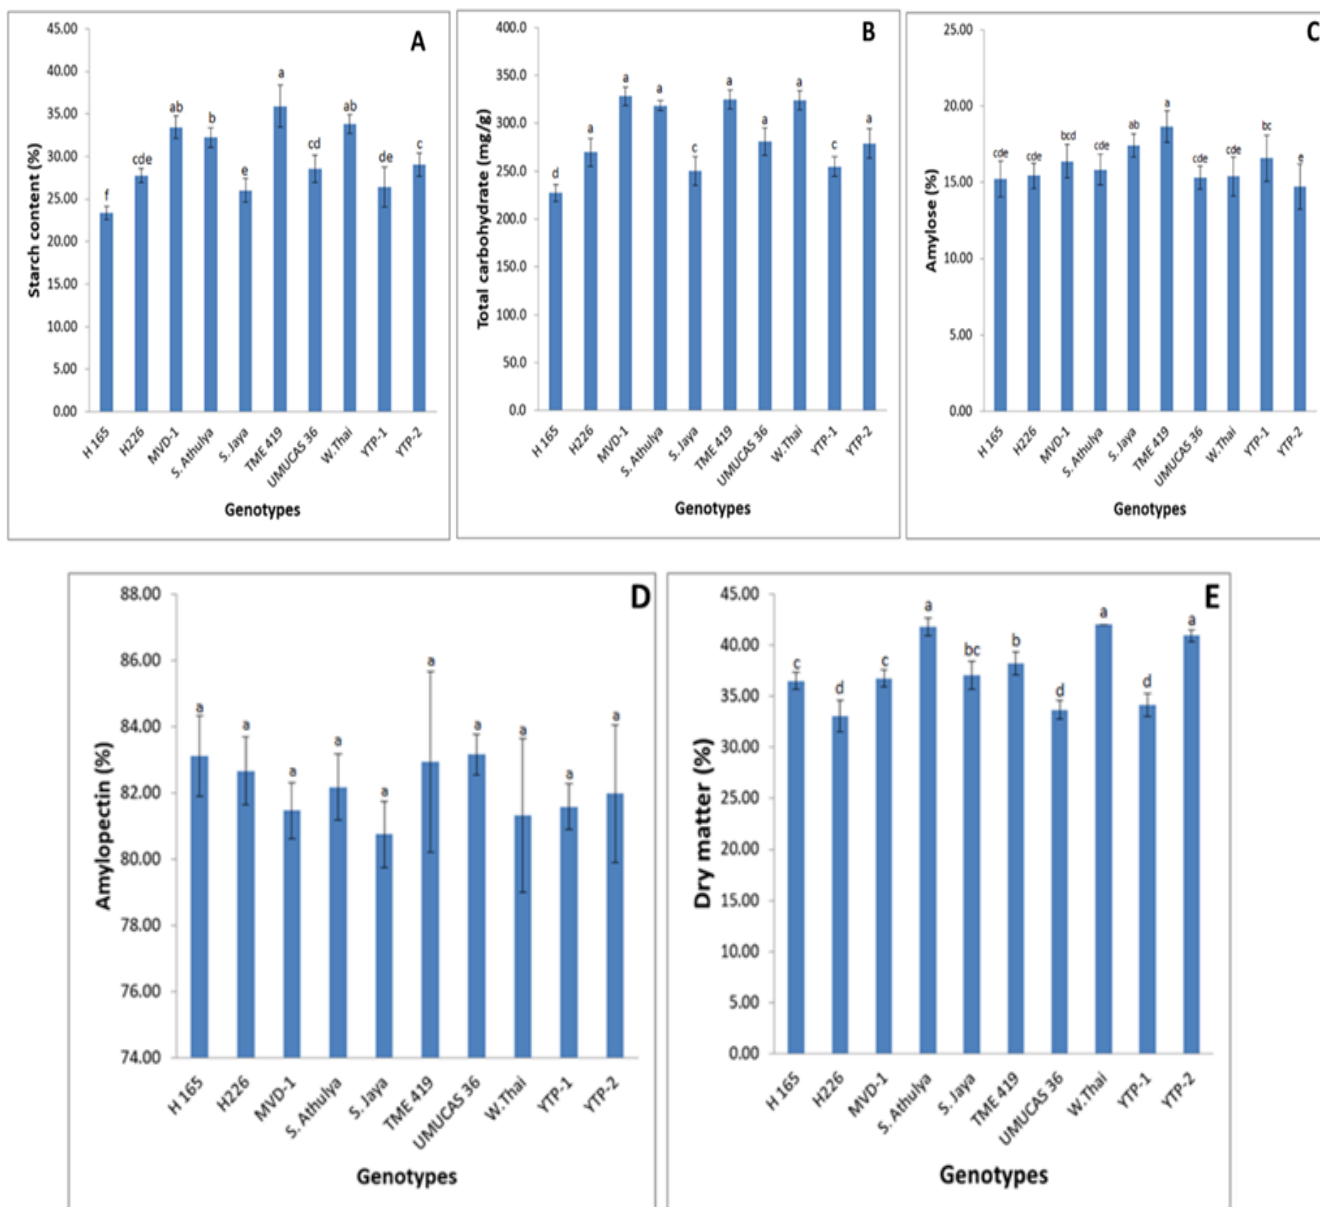 A
Starch content (%)
45.00
40.00
35.00
30.00
25.00
20.00
15.00
10.00
5.00
0.00
f
cde
ab
b
e
a
cd
ab
de
c
H 165
H226
MVD-1
S. Athulya
S. Jaya
TME 419
UMUCAS 36
W.Thai
YTP-1
YTP-2
Genotypes
B
Total carbohydrate (mg/g)
400.0
350.0
300.0
250.0
200.0
150.0
100.0
50.0
0.0
d
a
a
a
c
a
a
a
c
a
H 165
H226
MVD-1
S. Athulya
S. Jaya
TME 419
UMUCAS 36
W.Thai
YTP-1
YTP-2
Genotypes
C
Amylose (%)
25.00
20.00
15.00
10.00
5.00
0.00
cde
cde
bcd
cde
ab
a
cde
cde
bc
e
H 165
H226
MVD-1
S. Athulya
S. Jaya
TME 419
UMUCAS 36
W.Thai
YTP-1
YTP-2
Genotypes
D
Amylopectin (%)
88.00
86.00
84.00
82.00
80.00
78.00
76.00
74.00
a
a
a
a
a
a
a
a
a
a
H 165
H226
MVD-1
S. Athulya
S. Jaya
TME 419
UMUCAS 36
W.Thai
YTP-1
YTP-2
Genotypes
E
Dry matter (%)
45.00
40.00
35.00
30.00
25.00
20.00
15.00
10.00
5.00
0.00
c
d
c
a
bc
b
d
a
d
a
H 165
H226
MVD-1
S. Athulya
S. Jaya
TME 419
UMUCAS 36
W.Thai
YTP-1
YTP-2
Genotypes